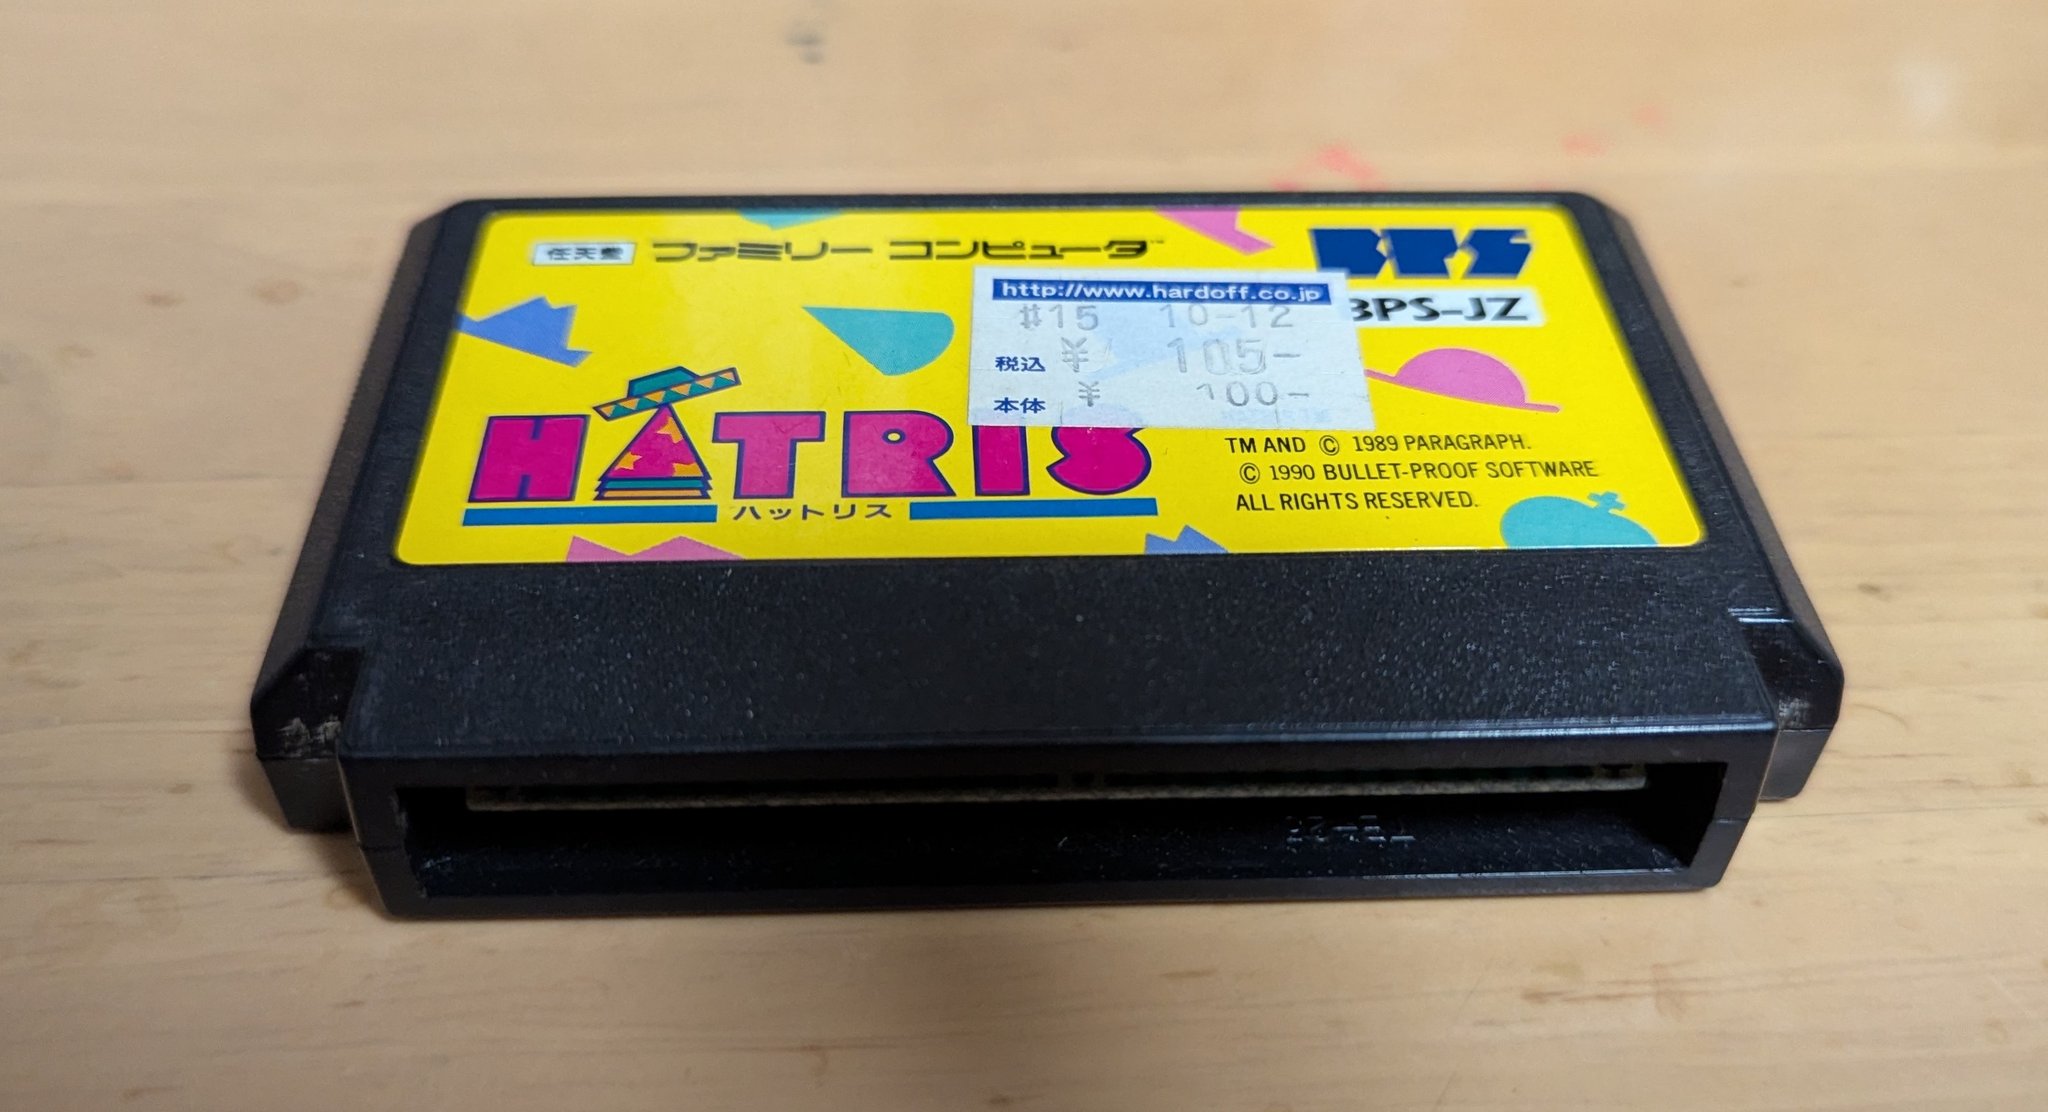 任天堂 ファミリー コンピュータ™
BPS
BPS-JZ
http://www.hardoff.co.jp
#15 10-12
税込 ¥ 105-
本体 ¥ 100-
HATRIS
ハットリス
TM AND © 1989 PARAGRAPH.
© 1990 BULLET-PROOF SOFTWARE
ALL RIGHTS RESERVED.